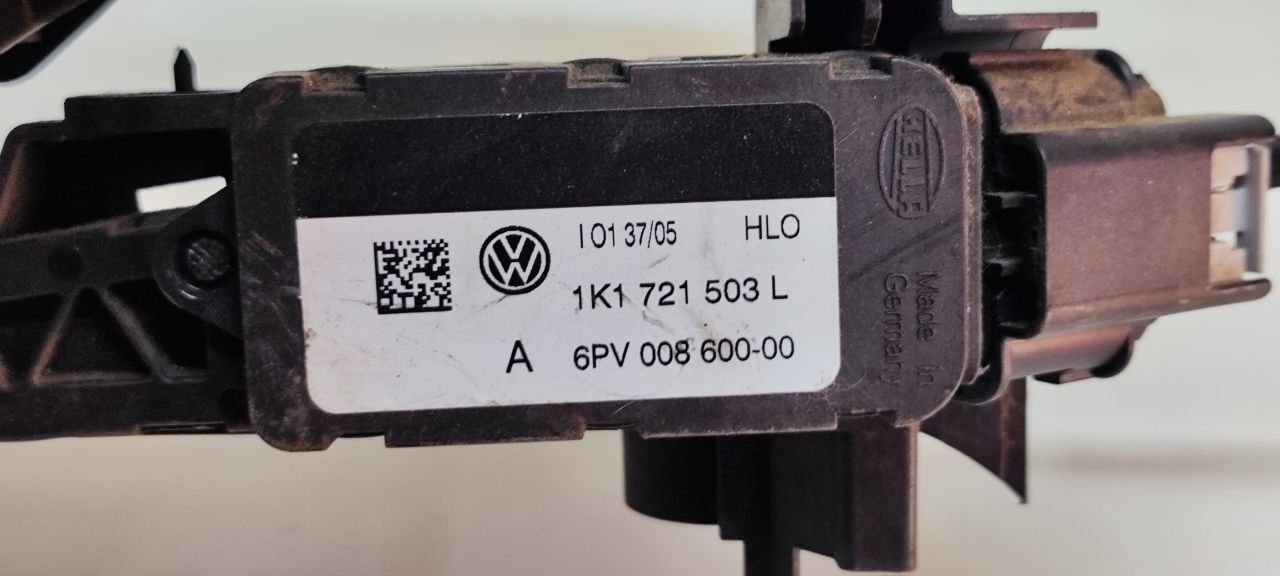 I 01 37/05 HLO
1K1 721 503 L
A 6PV 008 600-00
HELLA
Made in
Germany